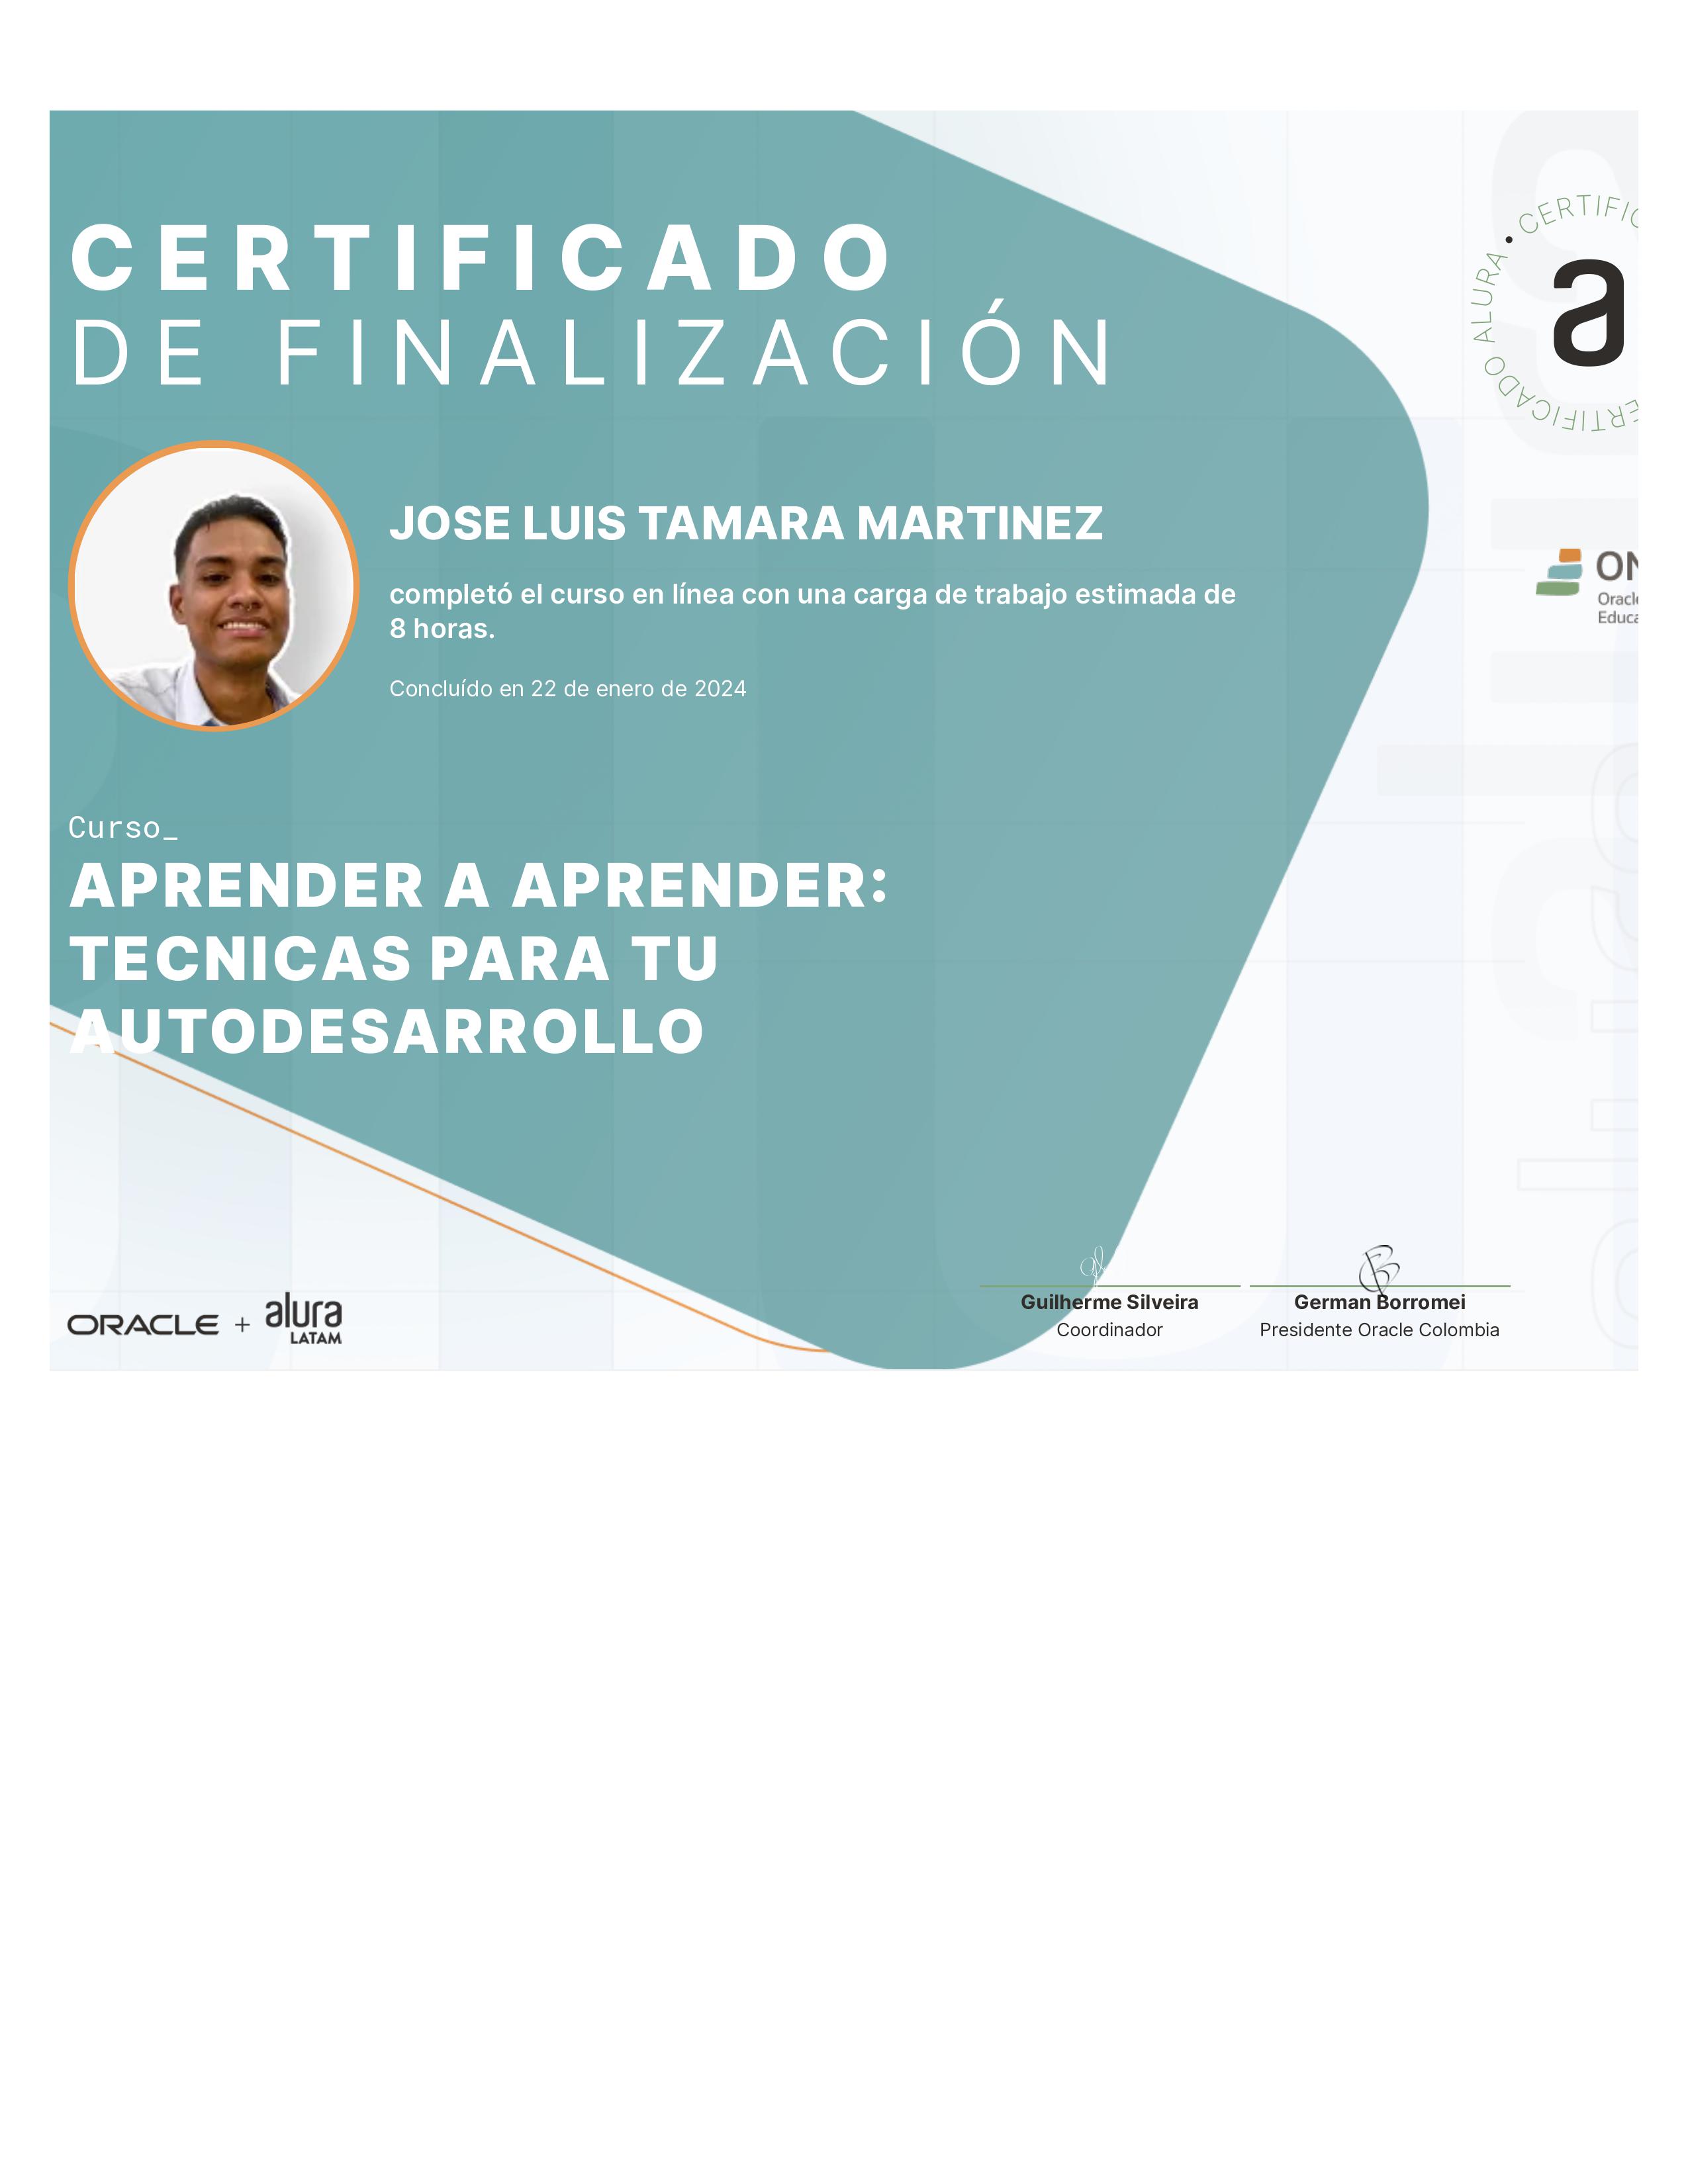 CERTIFICADO
DE FINALIZACIÓN
JOSE LUIS TAMARA MARTINEZ
completó el curso en línea con una carga de trabajo estimada de
8 horas.
Concluído en 22 de enero de 2024
Curso_
APRENDER A APRENDER:
TECNICAS PARA TU
AUTODESARROLLO
ORACLE + alura
LATAM
Guilherme Silveira
Coordinador
German Borromei
Presidente Oracle Colombia
a
ALURA
CERTIFICADO